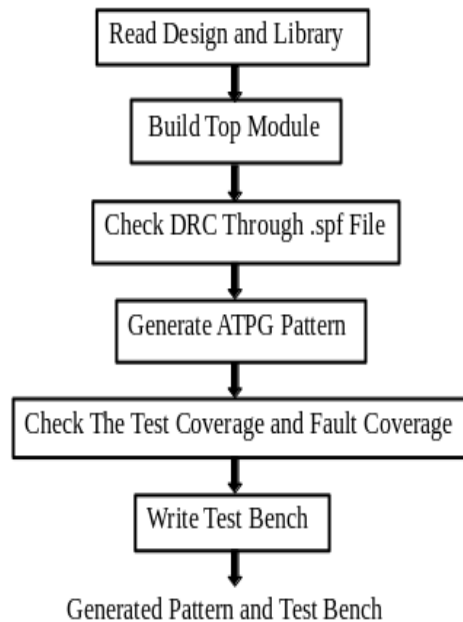 Read Design and Library
Build Top Module
Check DRC Through .spf File
Generate ATPG Pattern
Check The Test Coverage and Fault Coverage
Write Test Bench
Generated Pattern and Test Bench